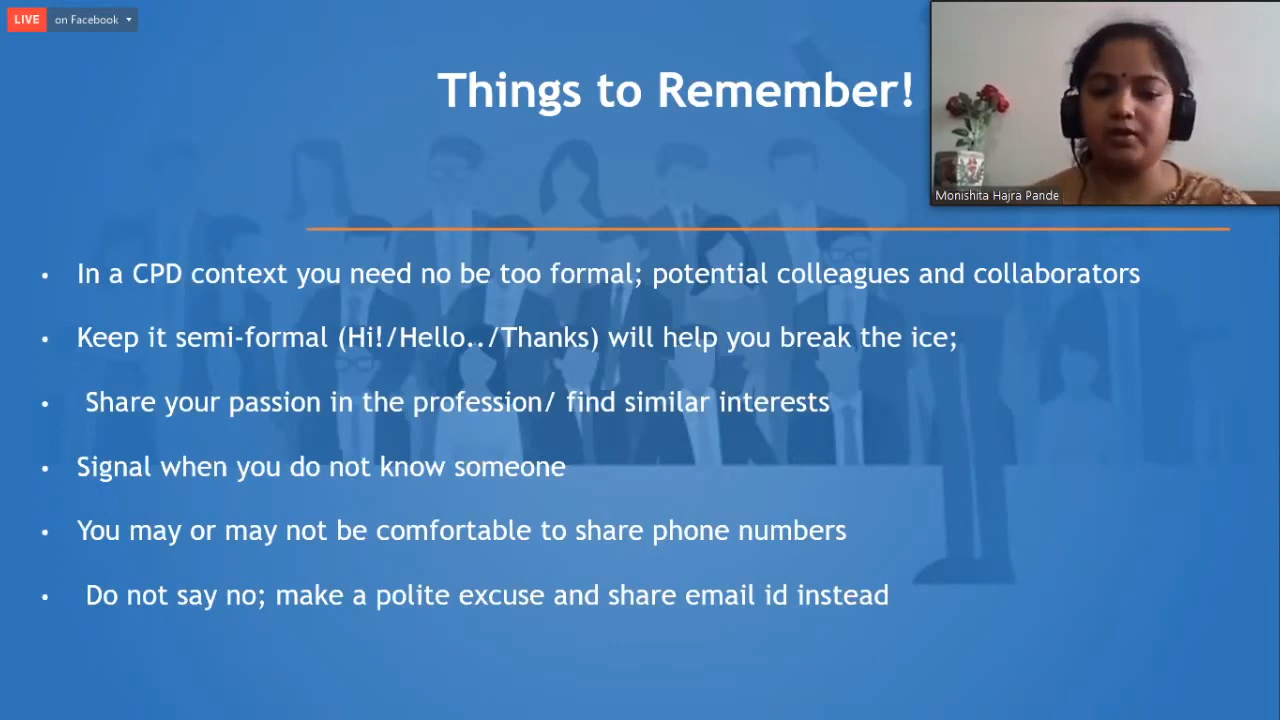 LIVE on Facebook
Things to Remember!
Monishita Hajra Pande
• In a CPD context you need no be too formal; potential colleagues and collaborators
• Keep it semi-formal (Hi!/Hello../Thanks) will help you break the ice;
• Share your passion in the profession/ find similar interests
• Signal when you do not know someone
• You may or may not be comfortable to share phone numbers
• Do not say no; make a polite excuse and share email id instead